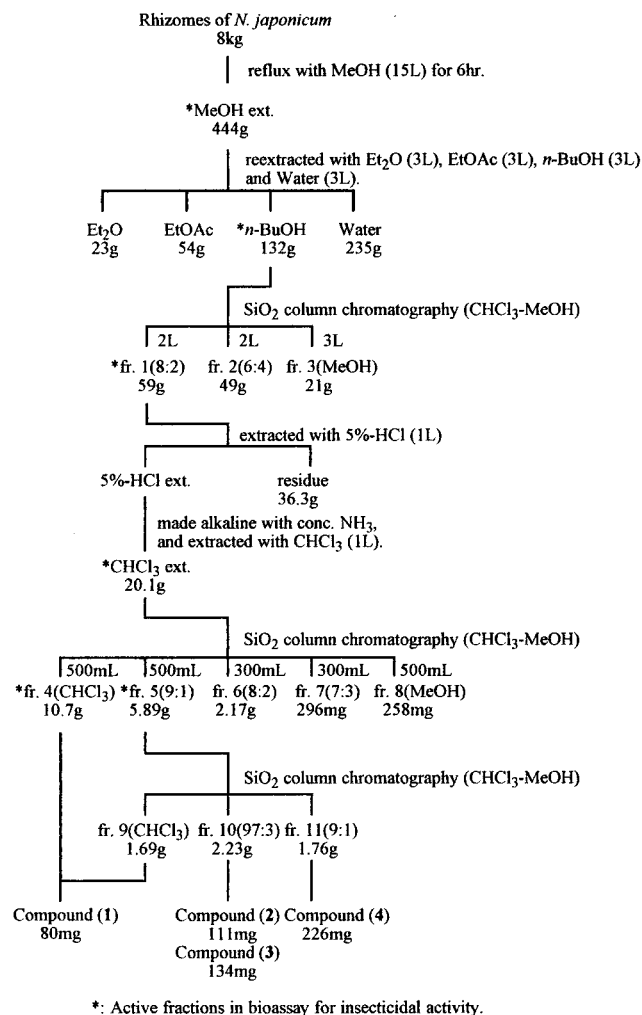 Rhizomes of N. japonicum
8kg
reflux with MeOH (15L) for 6hr.
*MeOH ext.
444g
reextracted with Et₂O (3L), EtOAc (3L), n-BuOH (3L)
and Water (3L).
Et₂O EtOAc *n-BuOH Water
23g 54g 132g 235g
SiO₂ column chromatography (CHCl₃-MeOH)
2L 2L 3L
*fr. 1(8:2) fr. 2(6:4) fr. 3(MeOH)
59g 49g 21g
extracted with 5%-HCl (1L)
5%-HCl ext. residue
36.3g
made alkaline with conc. NH₃,
and extracted with CHCl₃ (1L).
*CHCl₃ ext.
20.1g
SiO₂ column chromatography (CHCl₃-MeOH)
500mL 500mL 300mL 300mL 500mL
*fr. 4(CHCl₃) *fr. 5(9:1) fr. 6(8:2) fr. 7(7:3) fr. 8(MeOH)
10.7g 5.89g 2.17g 296mg 258mg
SiO₂ column chromatography (CHCl₃-MeOH)
fr. 9(CHCl₃) fr. 10(97:3) fr. 11(9:1)
1.69g 2.23g 1.76g
Compound (1) Compound (2) Compound (4)
80mg 111mg 226mg
Compound (3)
134mg
*: Active fractions in bioassay for insecticidal activity.